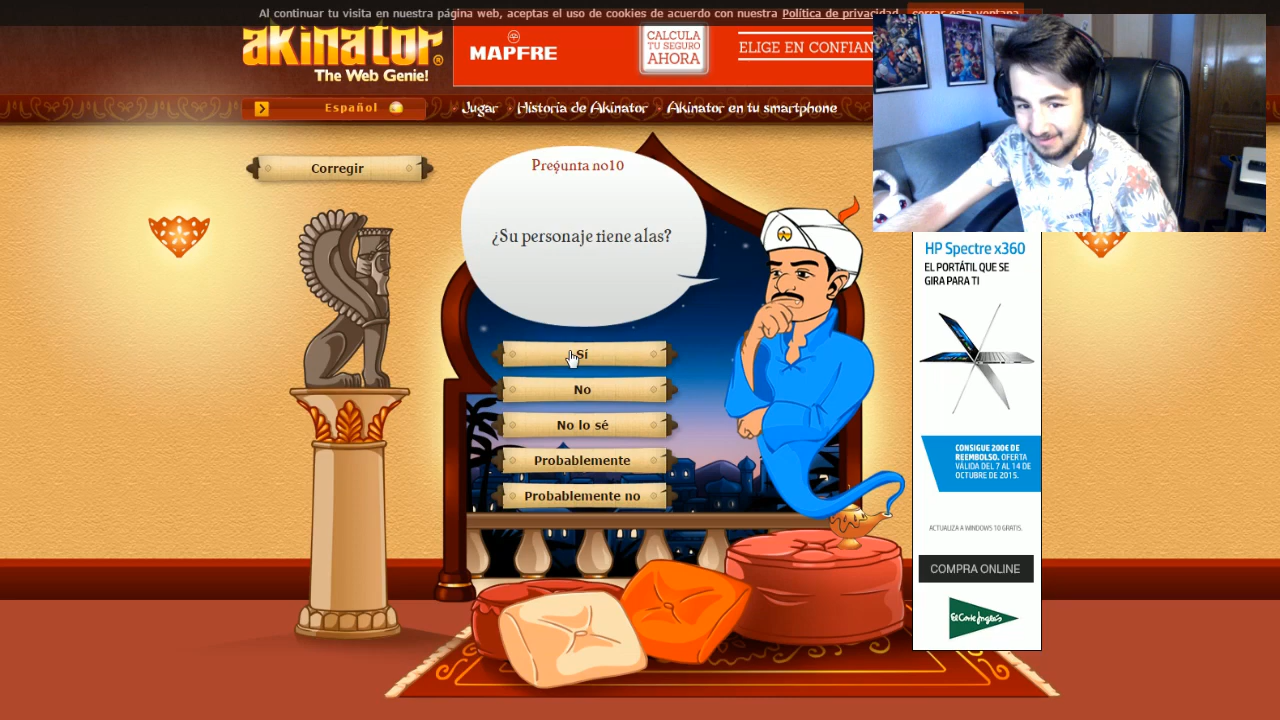 Al continuar tu visita en nuestra página web, aceptas el uso de cookies de acuerdo con nuestra Política de privacidad cerrar esta ventana
akinator®
The Web Genie!
MAPFRE
CALCULA
TU SEGURO
AHORA
ELIGE EN CONFIAN
Español
Jugar
Historia de Akinator
Akinator en tu smartphone
Corregir
Pregunta no10
¿Su personaje tiene alas?
Sí
No
No lo sé
Probablemente
Probablemente no
HP Spectre x360
EL PORTÁTIL QUE SE
GIRA PARA TI
CONSIGUE 200€ DE
REEMBOLSO. OFERTA
VÁLIDA DEL 7 AL 14 DE
OCTUBRE DE 2015.
ACTUALIZA A WINDOWS 10 GRATIS.
COMPRA ONLINE
El Corte Inglés